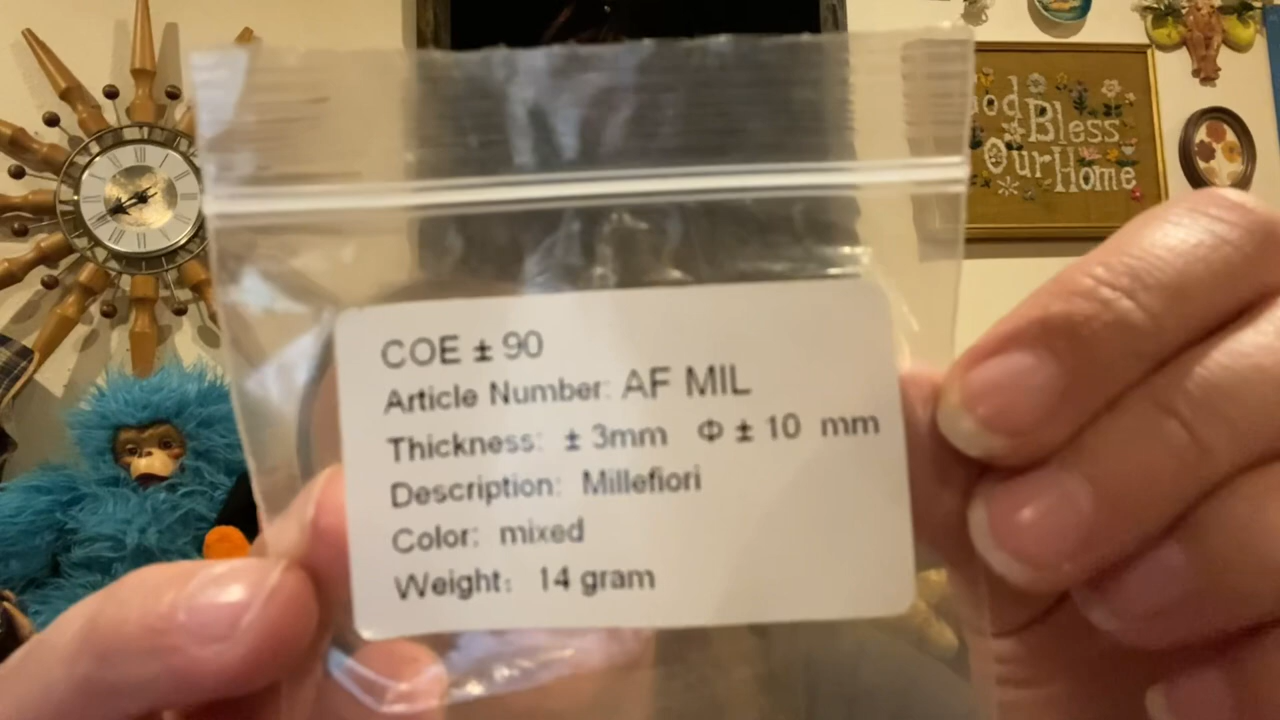 COE ± 90
Article Number: AF MIL
Thickness: ± 3mm Φ ± 10 mm
Description: Millefiori
Color: mixed
Weight: 14 gram
God
Bless
Our Home